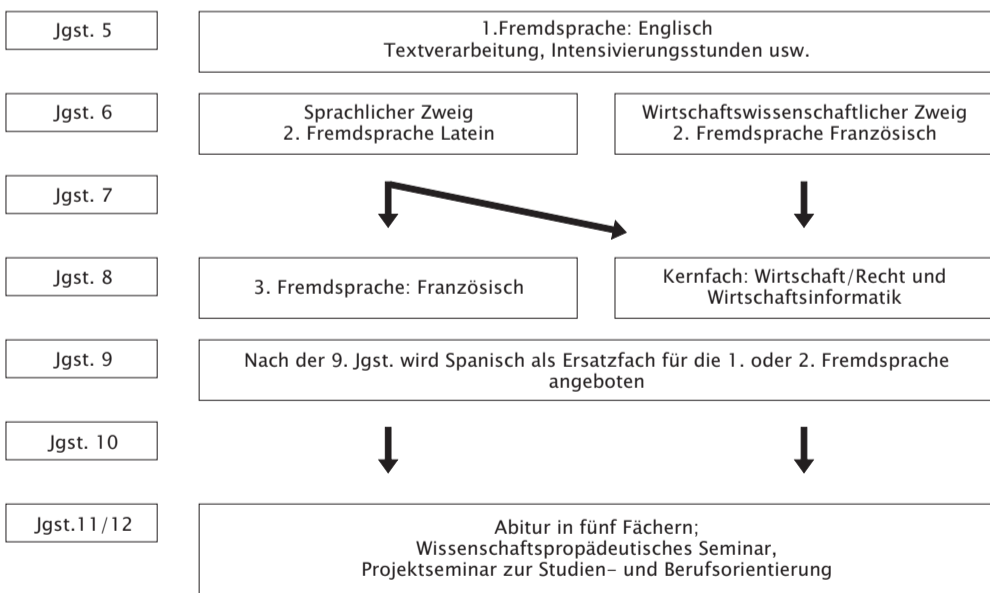 Jgst. 5
1.Fremdsprache: Englisch
Textverarbeitung, Intensivierungsstunden usw.
Jgst. 6
Sprachlicher Zweig
2. Fremdsprache Latein
Wirtschaftswissenschaftlicher Zweig
2. Fremdsprache Französisch
Jgst. 7
Jgst. 8
3. Fremdsprache: Französisch
Kernfach: Wirtschaft/Recht und
Wirtschaftsinformatik
Jgst. 9
Nach der 9. Jgst. wird Spanisch als Ersatzfach für die 1. oder 2. Fremdsprache
angeboten
Jgst. 10
Jgst.11/12
Abitur in fünf Fächern;
Wissenschaftspropädeutisches Seminar,
Projektseminar zur Studien- und Berufsorientierung